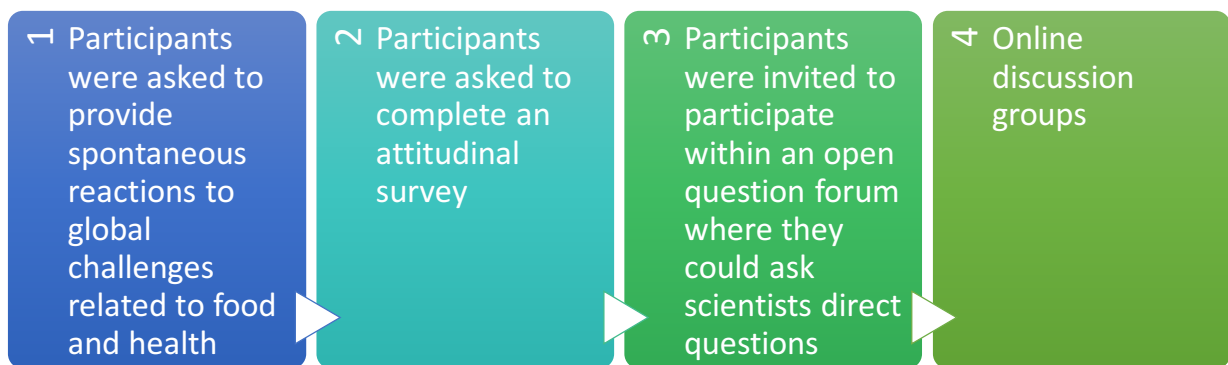 1
Participants
were asked to
provide
spontaneous
reactions to
global
challenges
related to food
and health
2
Participants
were asked to
complete an
attitudinal
survey
3
Participants
were invited to
participate
within an open
question forum
where they
could ask
scientists direct
questions
4
Online
discussion
groups